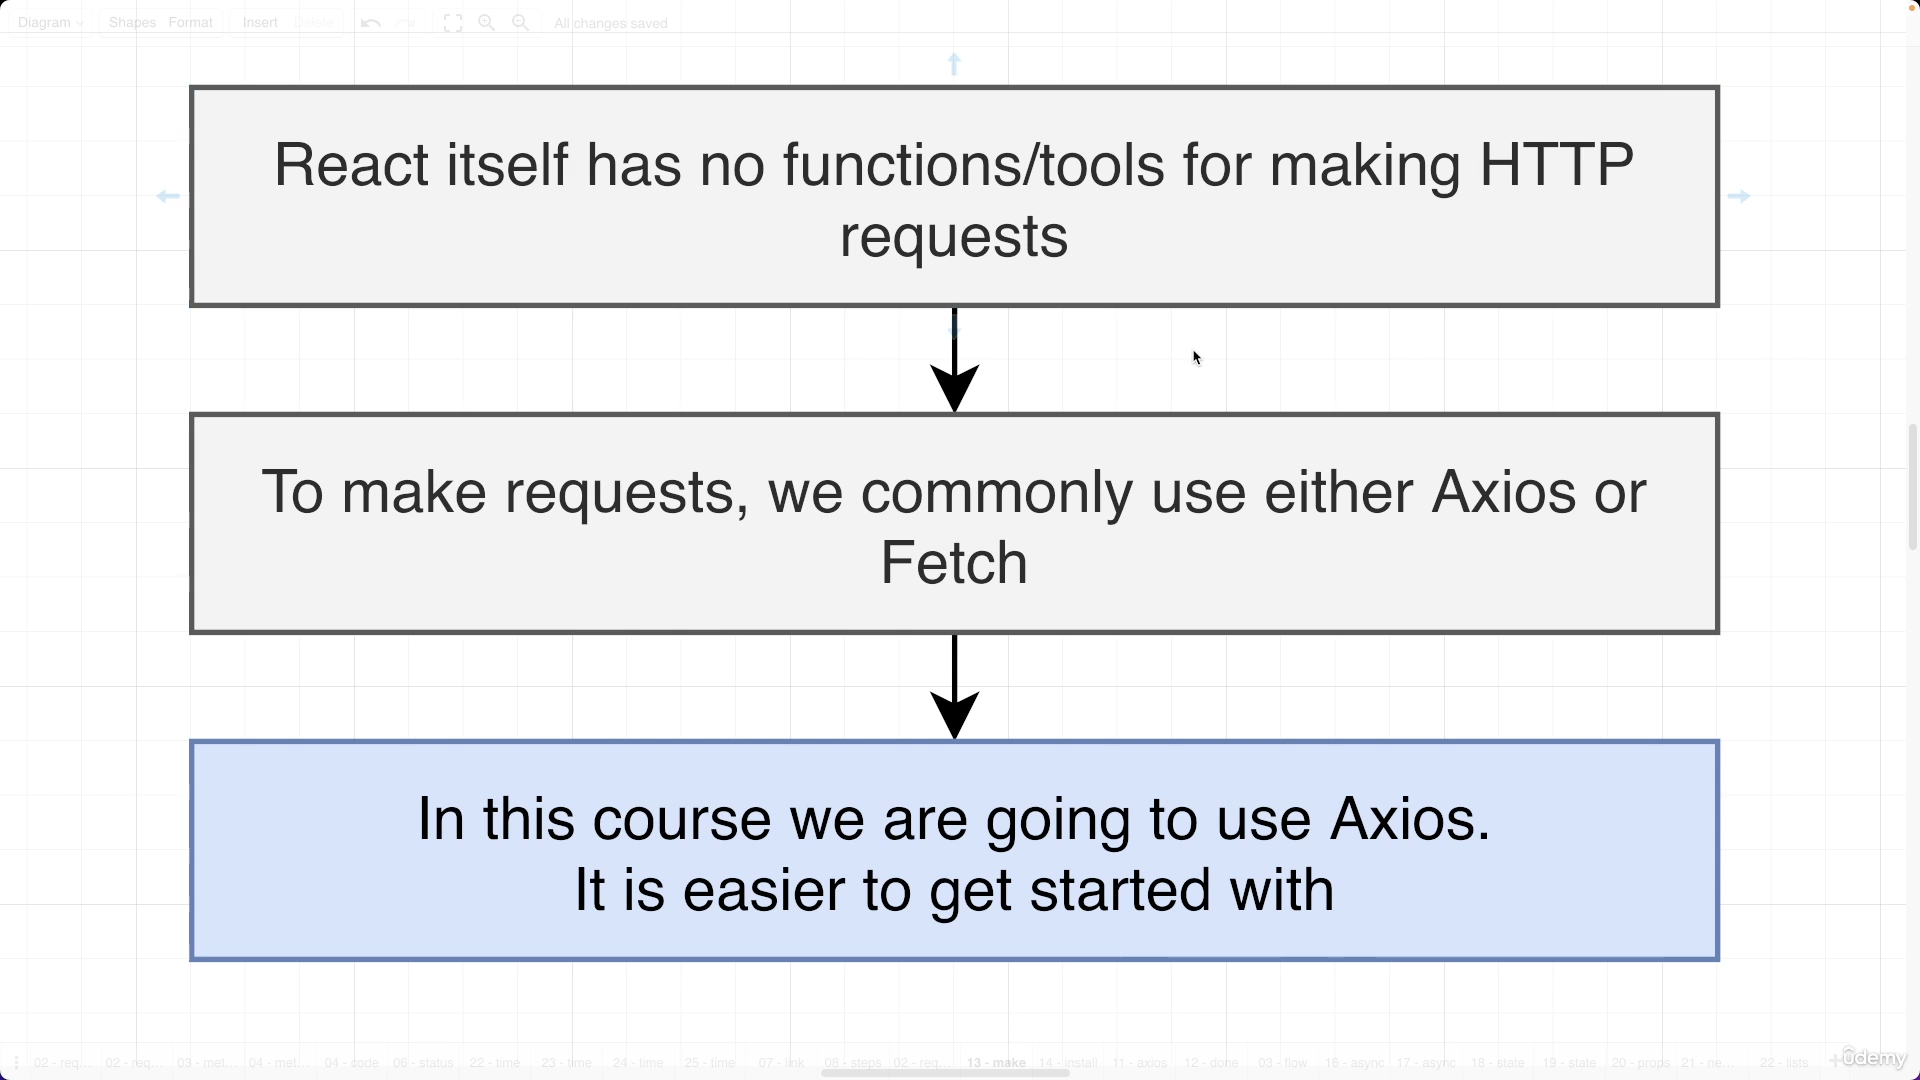 Diagram Shapes Format Insert Delete All changes saved
React itself has no functions/tools for making HTTP
requests
To make requests, we commonly use either Axios or
Fetch
In this course we are going to use Axios.
It is easier to get started with
02 - req... 02 - req... 03 - met... 04 - met... 04 - code 06 - status 22 - time 23 - time 24 - time 25 - time 07 - link 08 - steps 02 - req... 13 - make 14 - install 11 - axios 12 - done 03 - flow 16 - async 17 - async 18 - state 19 - state 20 - props 21 - ne... 22 - lists
ûdemy